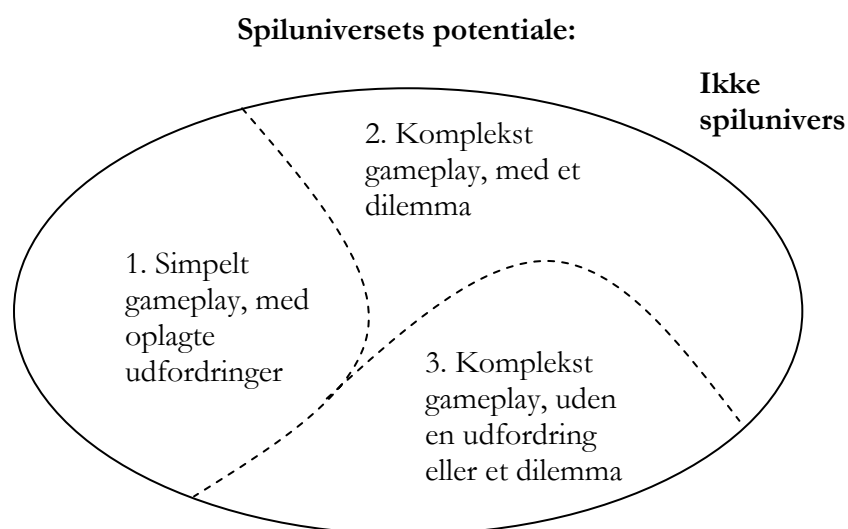 Spiluniversets potentiale:
Ikke
spilunivers
2. Komplekst
gameplay, med et
dilemma
1. Simpelt
gameplay, med
oplagte
udfordringer
3. Komplekst
gameplay, uden
en udfordring
eller et dilemma